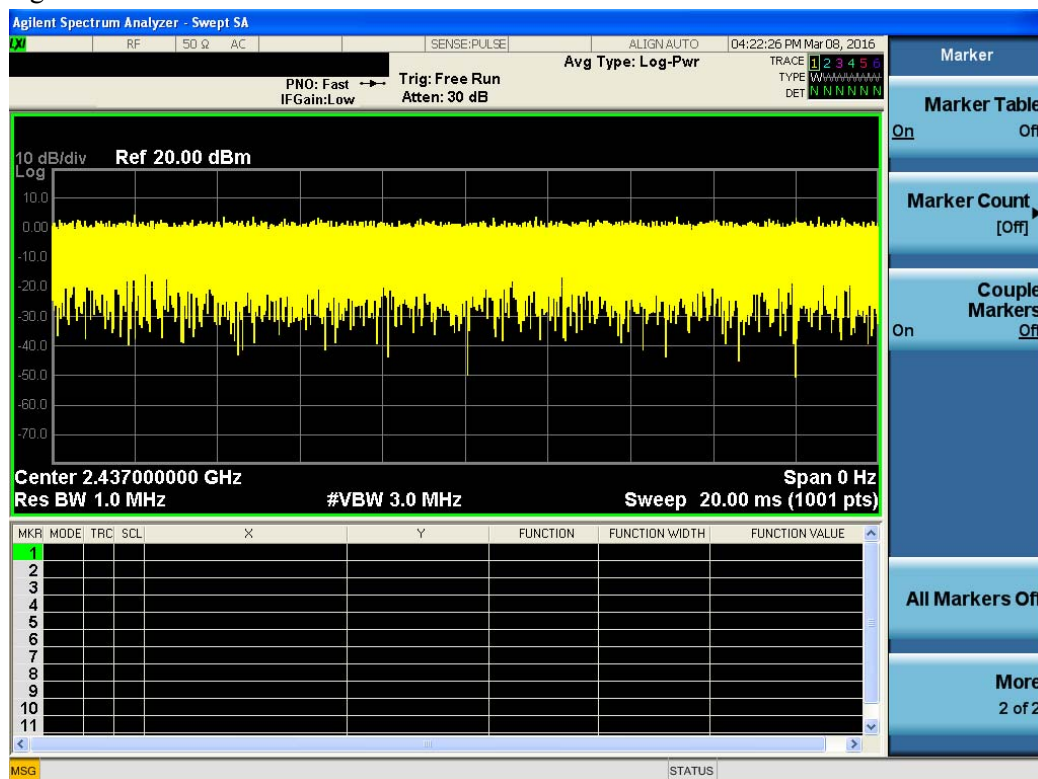 Agilent Spectrum Analyzer - Swept SA
LXI RF 50 Ω AC SENSE:PULSE ALIGN AUTO 04:22:26 PM Mar 08, 2016
Avg Type: Log-Pwr
TRACE 1 2 3 4 5 6
TYPE
DET N N N N N N
PNO: Fast
IFGain:Low
Trig: Free Run
Atten: 30 dB
10 dB/div Ref 20.00 dBm
Log
10.0
0.00
-10.0
-20.0
-30.0
-40.0
-50.0
-60.0
-70.0
Center 2.437000000 GHz Span 0 Hz
Res BW 1.0 MHz #VBW 3.0 MHz Sweep 20.00 ms (1001 pts)
MKR MODE TRC SCL X Y FUNCTION FUNCTION WIDTH FUNCTION VALUE
1
2
3
4
5
6
7
8
9
10
11
MSG STATUS
Marker
Marker Table
On Off
Marker Count
[Off]
Couple
Markers
On Off
All Markers Off
More
2 of 2